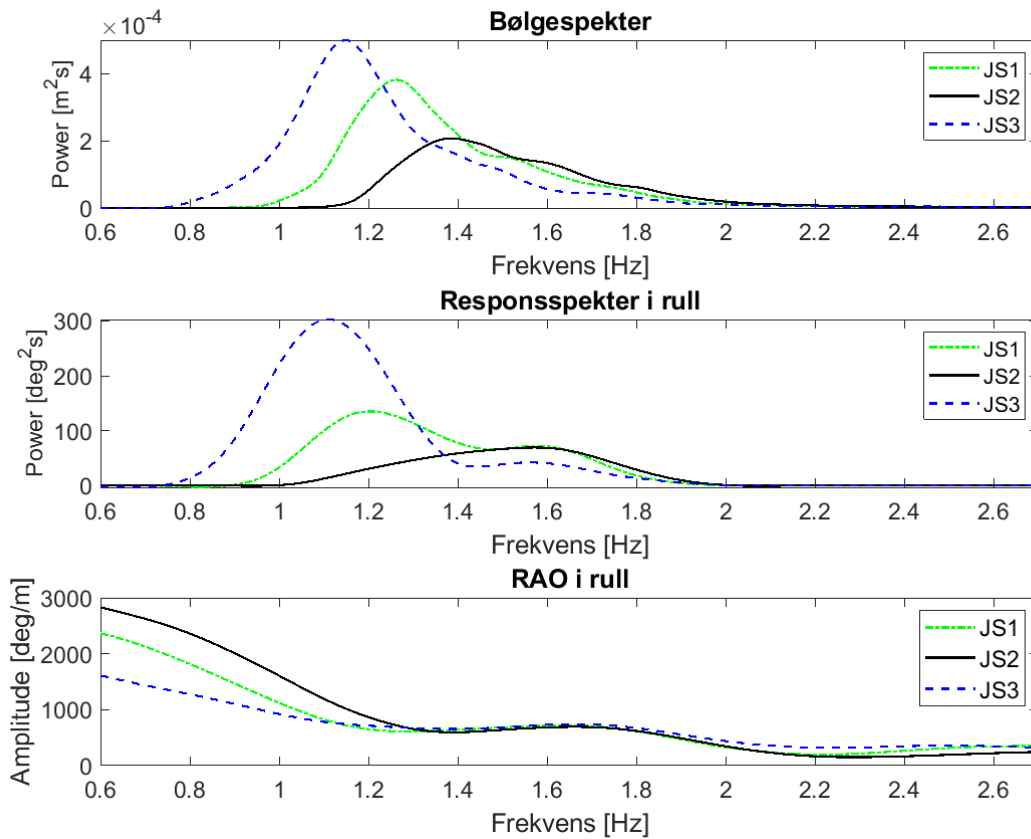 Bølgespekter
×10⁻⁴
Power [m²s]
4
2
0
JS1
JS2
JS3
0.6 0.8 1 1.2 1.4 1.6 1.8 2 2.2 2.4 2.6
Frekvens [Hz]
Responsspekter i rull
Power [deg²s]
300
200
100
0
JS1
JS2
JS3
0.6 0.8 1 1.2 1.4 1.6 1.8 2 2.2 2.4 2.6
Frekvens [Hz]
RAO i rull
Amplitude [deg/m]
3000
2000
1000
0
JS1
JS2
JS3
0.6 0.8 1 1.2 1.4 1.6 1.8 2 2.2 2.4 2.6
Frekvens [Hz]